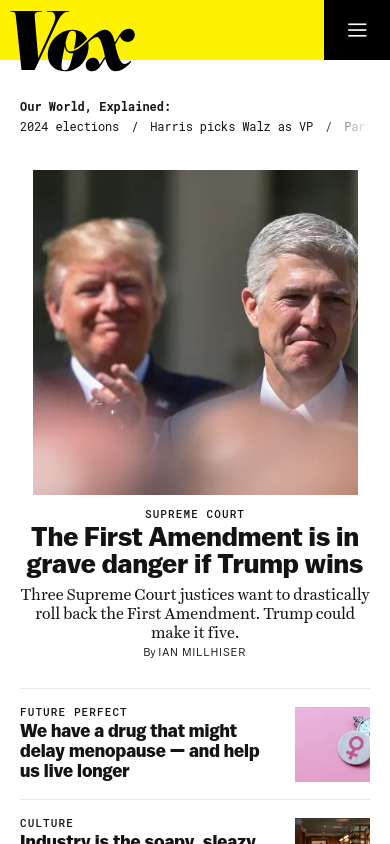 Vox
Our World, Explained:
2024 elections / Harris picks Walz as VP /
SUPREME COURT
The First Amendment is in
grave danger if Trump wins
Three Supreme Court justices want to drastically
roll back the First Amendment. Trump could
make it five.
By IAN MILLHISER
FUTURE PERFECT
We have a drug that might
delay menopause — and help
us live longer
CULTURE
Industry is the soapy, sleazy